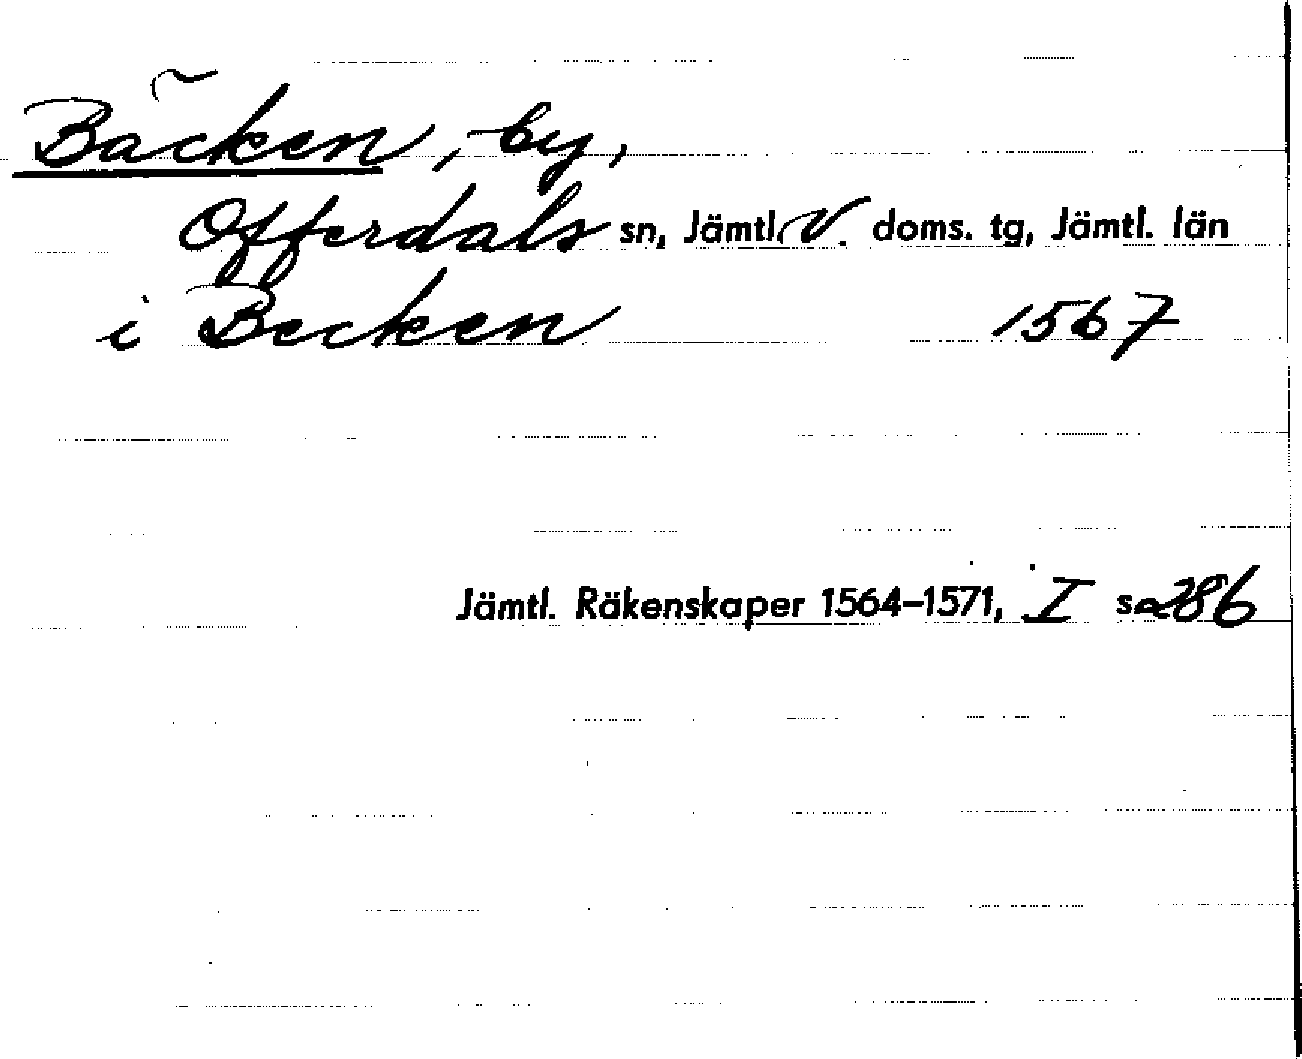 Bäcken, by,
Offerdals sn, Jämtl. V. doms. tg, Jämtl. län
i Becken 1567
Jämtl. Räkenskaper 1564–1571, I s. 286